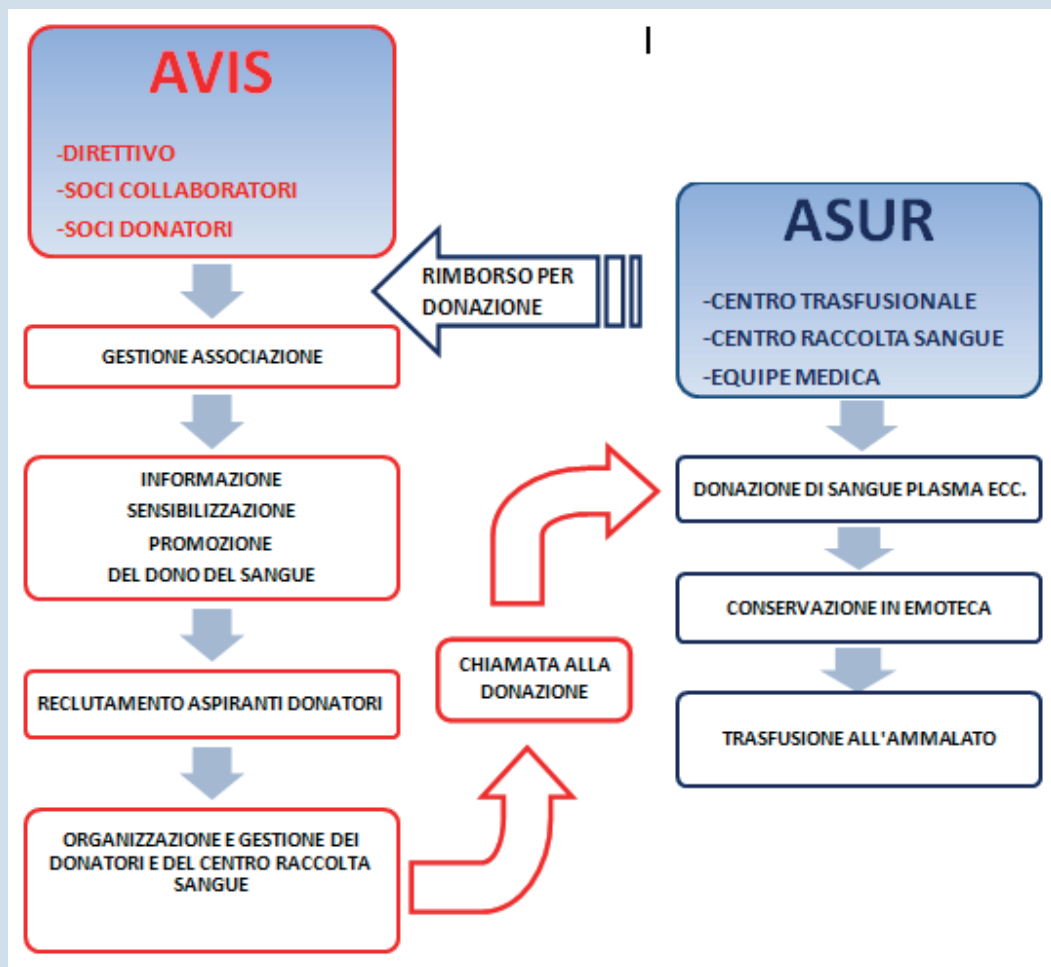 AVIS
-DIRETTIVO
-SOCI COLLABORATORI
-SOCI DONATORI
GESTIONE ASSOCIAZIONE
INFORMAZIONE
SENSIBILIZZAZIONE
PROMOZIONE
DEL DONO DEL SANGUE
RECLUTAMENTO ASPIRANTI DONATORI
ORGANIZZAZIONE E GESTIONE DEI
DONATORI E DEL CENTRO RACCOLTA
SANGUE
CHIAMATA ALLA
DONAZIONE
RIMBORSO PER
DONAZIONE
ASUR
-CENTRO TRASFUSIONALE
-CENTRO RACCOLTA SANGUE
-EQUIPE MEDICA
DONAZIONE DI SANGUE PLASMA ECC.
CONSERVAZIONE IN EMOTECA
TRASFUSIONE ALL'AMMALATO